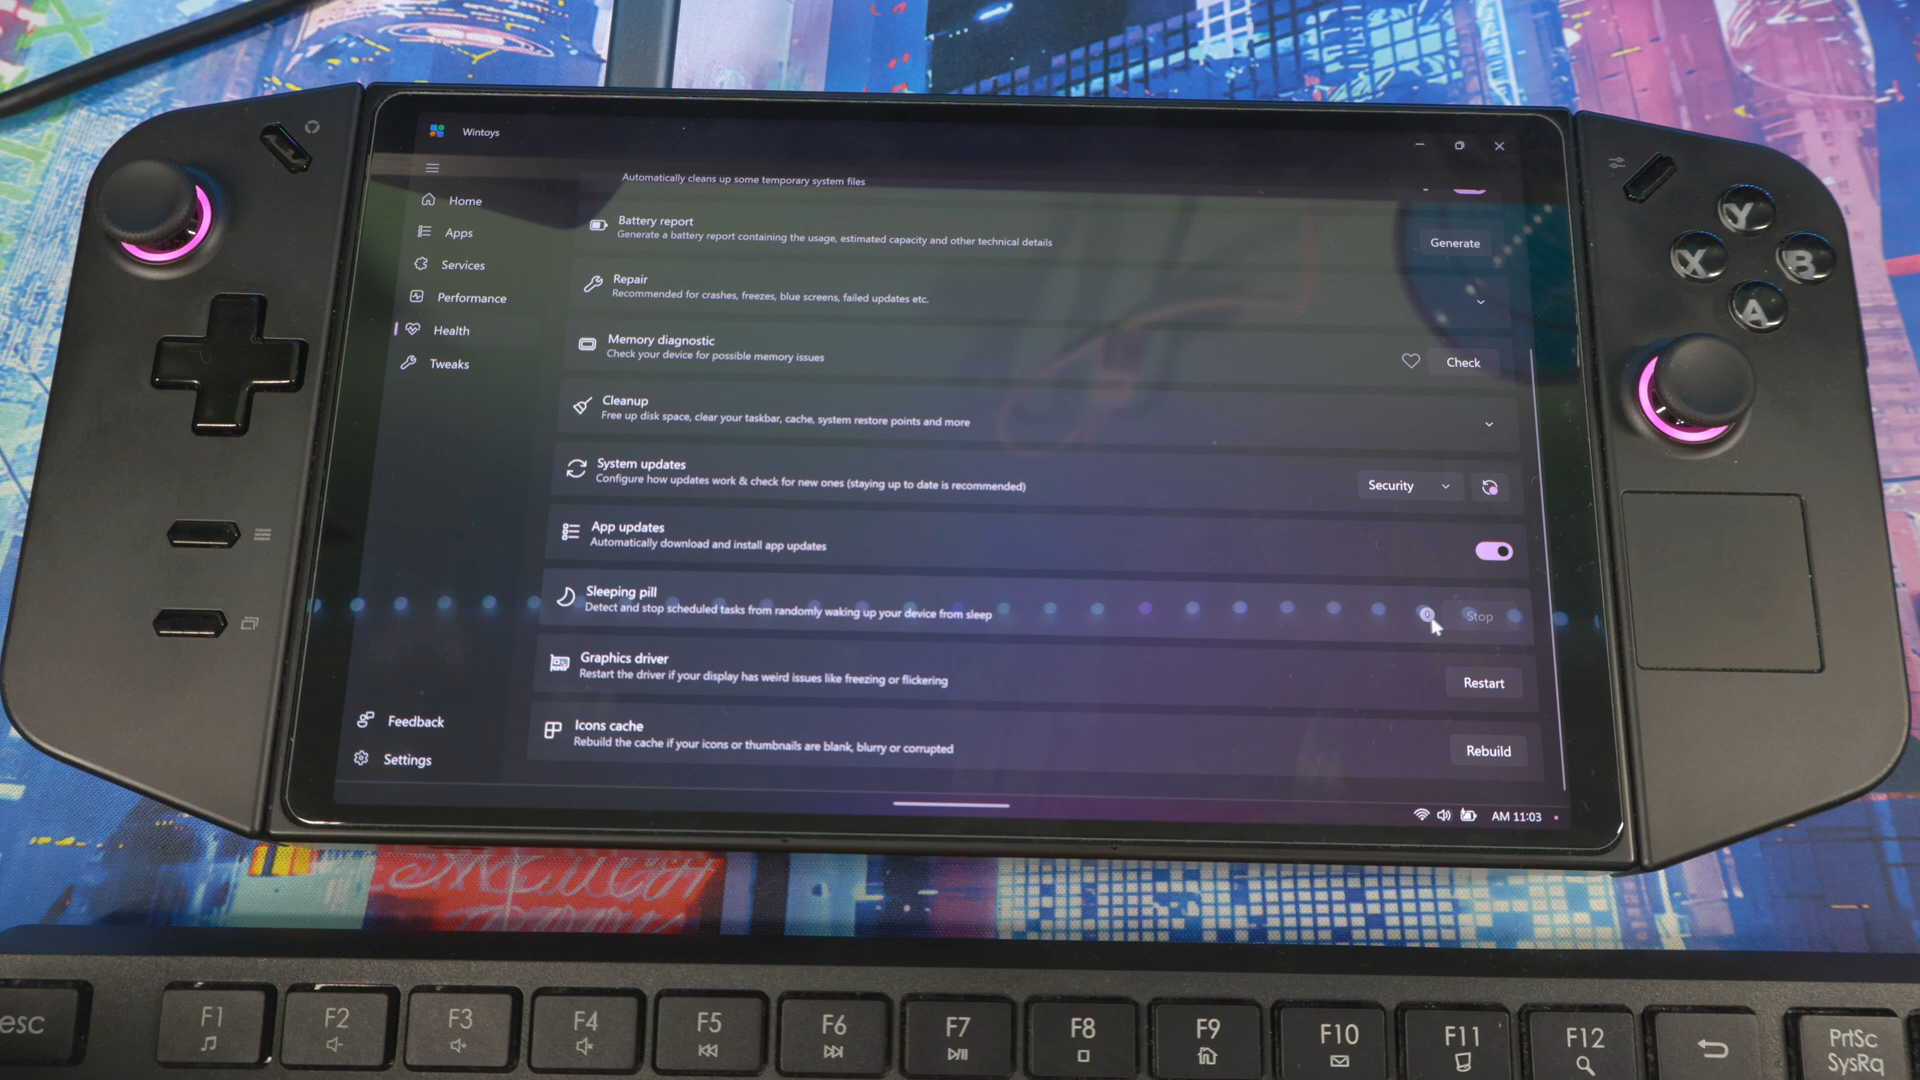 Wintoys
Home
Apps
Services
Performance
Health
Tweaks
Feedback
Settings
Automatically cleans up some temporary system files
Battery report
Generate a battery report containing the usage, estimated capacity and other technical details
Generate
Repair
Recommended for crashes, freezes, blue screens, failed updates etc.
Memory diagnostic
Check your device for possible memory issues
Check
Cleanup
Free up disk space, clear your taskbar, cache, system restore points and more
System updates
Configure how updates work & check for new ones (staying up to date is recommended)
Security
App updates
Automatically download and install app updates
Sleeping pill
Detect and stop scheduled tasks from randomly waking up your device from sleep
0
Stop
Graphics driver
Restart the driver if your display has weird issues like freezing or flickering
Restart
Icons cache
Rebuild the cache if your icons or thumbnails are blank, blurry or corrupted
Rebuild
AM 11:03
Y
X
B
A
esc
F1
F2
F3
F4
F5
F6
F7
F8
F9
F10
F11
F12
PrtSc
SysRq